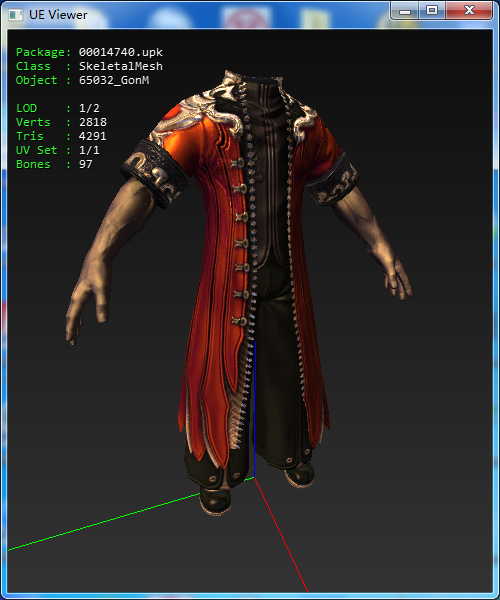 UE Viewer
Package: 00014740.upk
Class : SkeletalMesh
Object : 65032_GonM
LOD : 1/2
Verts : 2818
Tris : 4291
UV Set : 1/1
Bones : 97